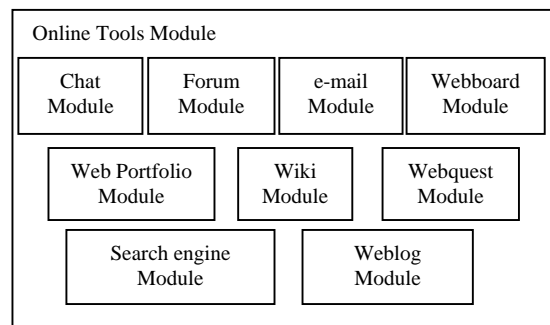 Online Tools Module
Chat
Module
Forum
Module
e-mail
Module
Webboard
Module
Web Portfolio
Module
Wiki
Module
Webquest
Module
Search engine
Module
Weblog
Module